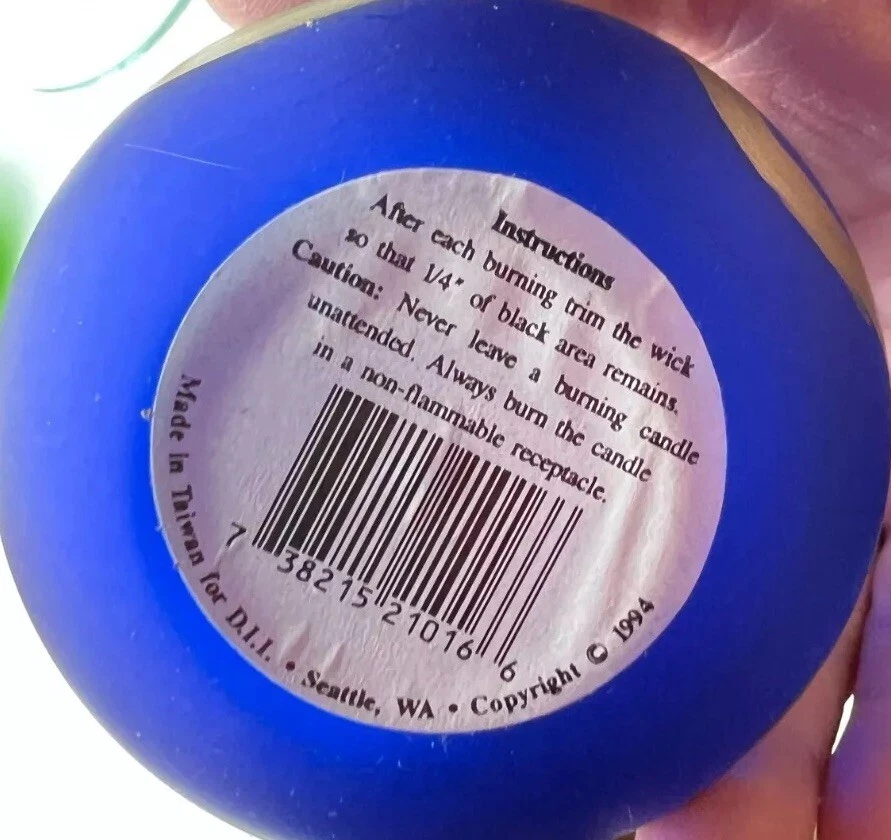 Instructions
After each burning trim the wick
so that 1/4" of black area remains.
Caution: Never leave a burning candle
unattended. Always burn the candle
in a non-flammable receptacle.
7 38215 21016 6
Made in Taiwan for D.I.I. • Seattle, WA • Copyright © 1994